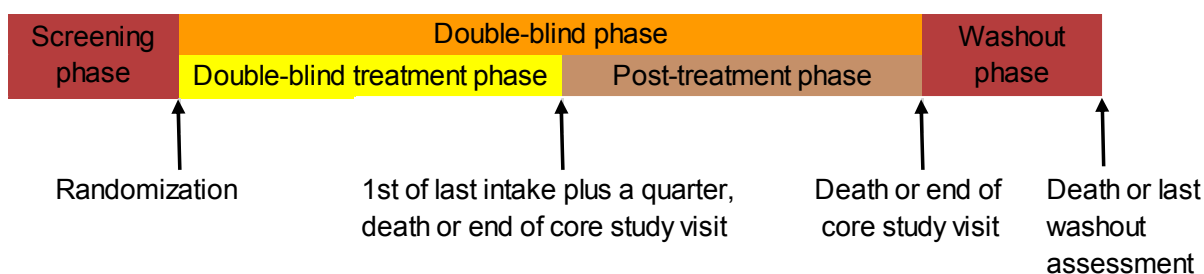 Screening
phase
Double-blind phase
Washout
phase
Double-blind treatment phase
Post-treatment phase
Randomization
1st of last intake plus a quarter,
death or end of core study visit
Death or end of
core study visit
Death or last
washout
assessment